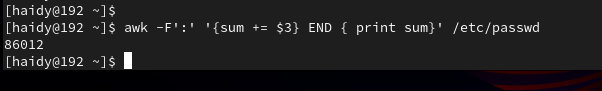 [haidy@192 ~]$
[haidy@192 ~]$ awk -F':' '{sum += $3} END { print sum}' /etc/passwd
86012
[haidy@192 ~]$